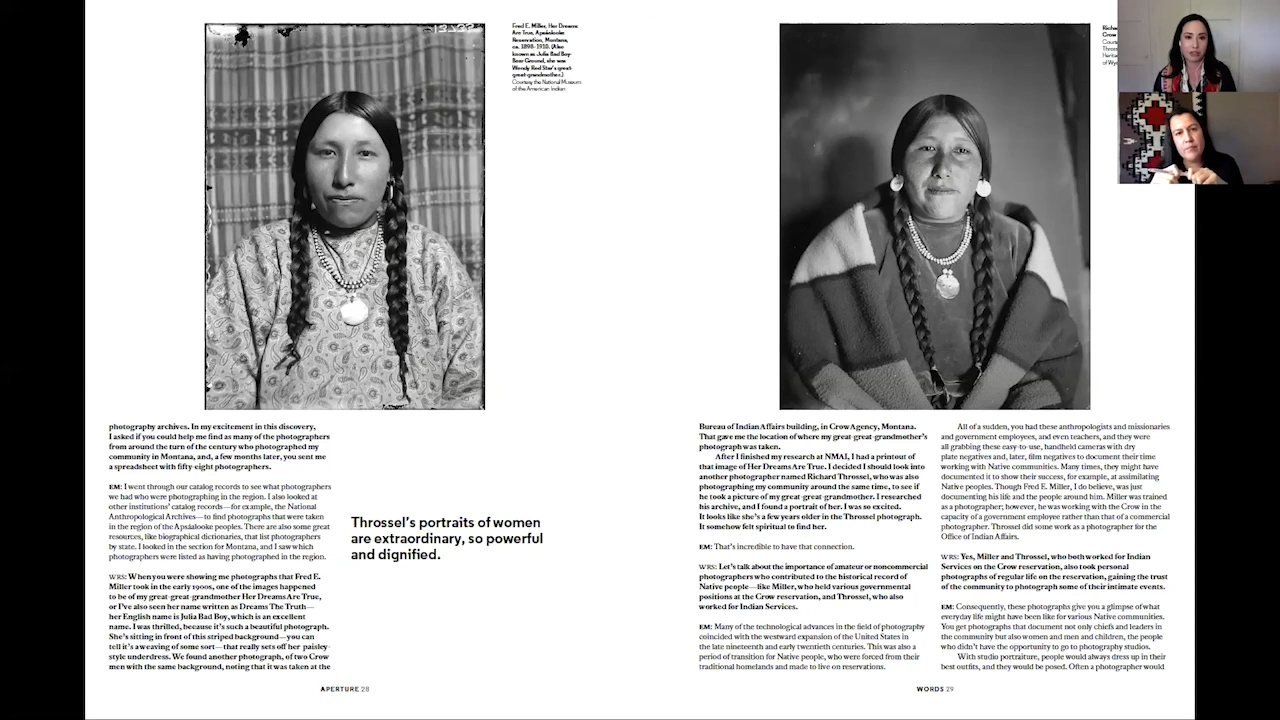 Fred E. Miller, Her Dreams
Are True, Apsáalooke
Reservation, Montana,
ca. 1898–1910. (Also
known as Julia Bad Boy-
Bear Ground, she was
Wendy Red Star's great-
great-grandmother.)
Courtesy the National Museum
of the American Indian
photography archives. In my excitement in this discovery,
I asked if you could help me find as many of the photographers
from around the turn of the century who photographed my
community in Montana, and, a few months later, you sent me
a spreadsheet with fifty-eight photographers.
EM: I went through our catalog records to see what photographers
we had who were photographing in the region. I also looked at
other institutions' catalog records—for example, the National
Anthropological Archives—to find photographs that were taken
in the region of the Apsáalooke peoples. There are also some great
resources, like biographical dictionaries, that list photographers
by state. I looked in the section for Montana, and I saw which
photographers were listed as having photographed in the region.
WRS: When you were showing me photographs that Fred E.
Miller took in the early 1900s, one of the images happened
to be of my great-great-grandmother Her Dreams Are True,
or I've also seen her name written as Dreams The Truth—
her English name is Julia Bad Boy, which is an excellent
name. I was thrilled, because it's such a beautiful photograph.
She's sitting in front of this striped background—you can
tell it's a weaving of some sort—that really sets off her paisley-
style underdress. We found another photograph, of two Crow
men with the same background, noting that it was taken at the
Throssel's portraits of women
are extraordinary, so powerful
and dignified.
APERTURE 28
Crow
Bureau of Indian Affairs building, in Crow Agency, Montana.
That gave me the location of where my great-great-grandmother's
photograph was taken.
After I finished my research at NMAI, I had a printout of
that image of Her Dreams Are True. I decided I should look into
another photographer named Richard Throssel, who was also
photographing my community around the same time, to see if
he took a picture of my great-great-grandmother. I researched
his archive, and I found a portrait of her. I was so excited.
It looks like she's a few years older in the Throssel photograph.
It somehow felt spiritual to find her.
EM: That's incredible to have that connection.
WRS: Let's talk about the importance of amateur or noncommercial
photographers who contributed to the historical record of
Native people—like Miller, who held various governmental
positions at the Crow reservation, and Throssel, who also
worked for Indian Services.
EM: Many of the technological advances in the field of photography
coincided with the westward expansion of the United States in
the late nineteenth and early twentieth centuries. This was also a
period of transition for Native people, who were forced from their
traditional homelands and made to live on reservations.
All of a sudden, you had these anthropologists and missionaries
and government employees, and even teachers, and they were
all grabbing these easy-to-use, handheld cameras with dry
plate negatives and, later, film negatives to document their time
working with Native communities. Many times, they might have
documented it to show their success, for example, at assimilating
Native peoples. Though Fred E. Miller, I do believe, was just
documenting his life and the people around him. Miller was trained
as a photographer; however, he was working with the Crow in the
capacity of a government employee rather than that of a commercial
photographer. Throssel did some work as a photographer for the
Office of Indian Affairs.
WRS: Yes, Miller and Throssel, who both worked for Indian
Services on the Crow reservation, also took personal
photographs of regular life on the reservation, gaining the trust
of the community to photograph some of their intimate events.
EM: Consequently, these photographs give you a glimpse of what
everyday life might have been like for various Native communities.
You get photographs that document not only chiefs and leaders in
the community but also women and men and children, the people
who didn't have the opportunity to go to photography studios.
With studio portraiture, people would always dress up in their
best outfits, and they would be posed. Often a photographer would
WORDS 29